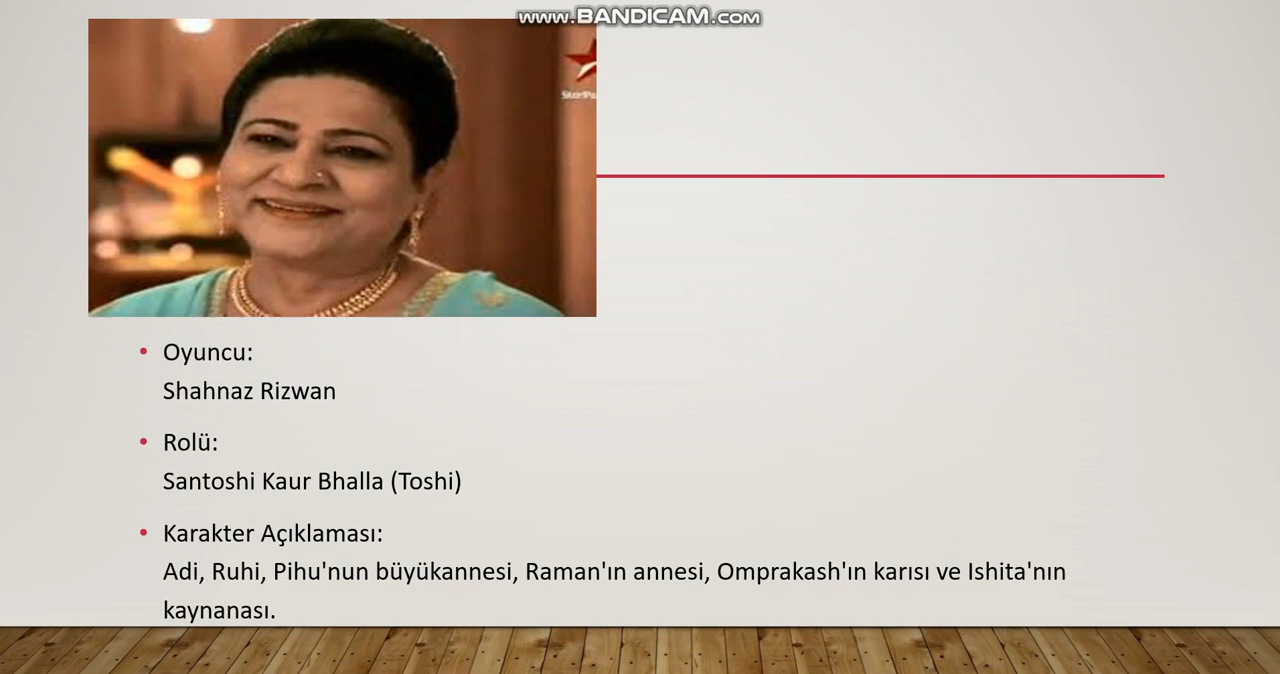 www.BANDICAM.com
Oyuncu:
Shahnaz Rizwan
Rolü:
Santoshi Kaur Bhalla (Toshi)
Karakter Açıklaması:
Adi, Ruhi, Pihu'nun büyükannesi, Raman'ın annesi, Omprakash'ın karısı ve Ishita'nın
kaynanası.